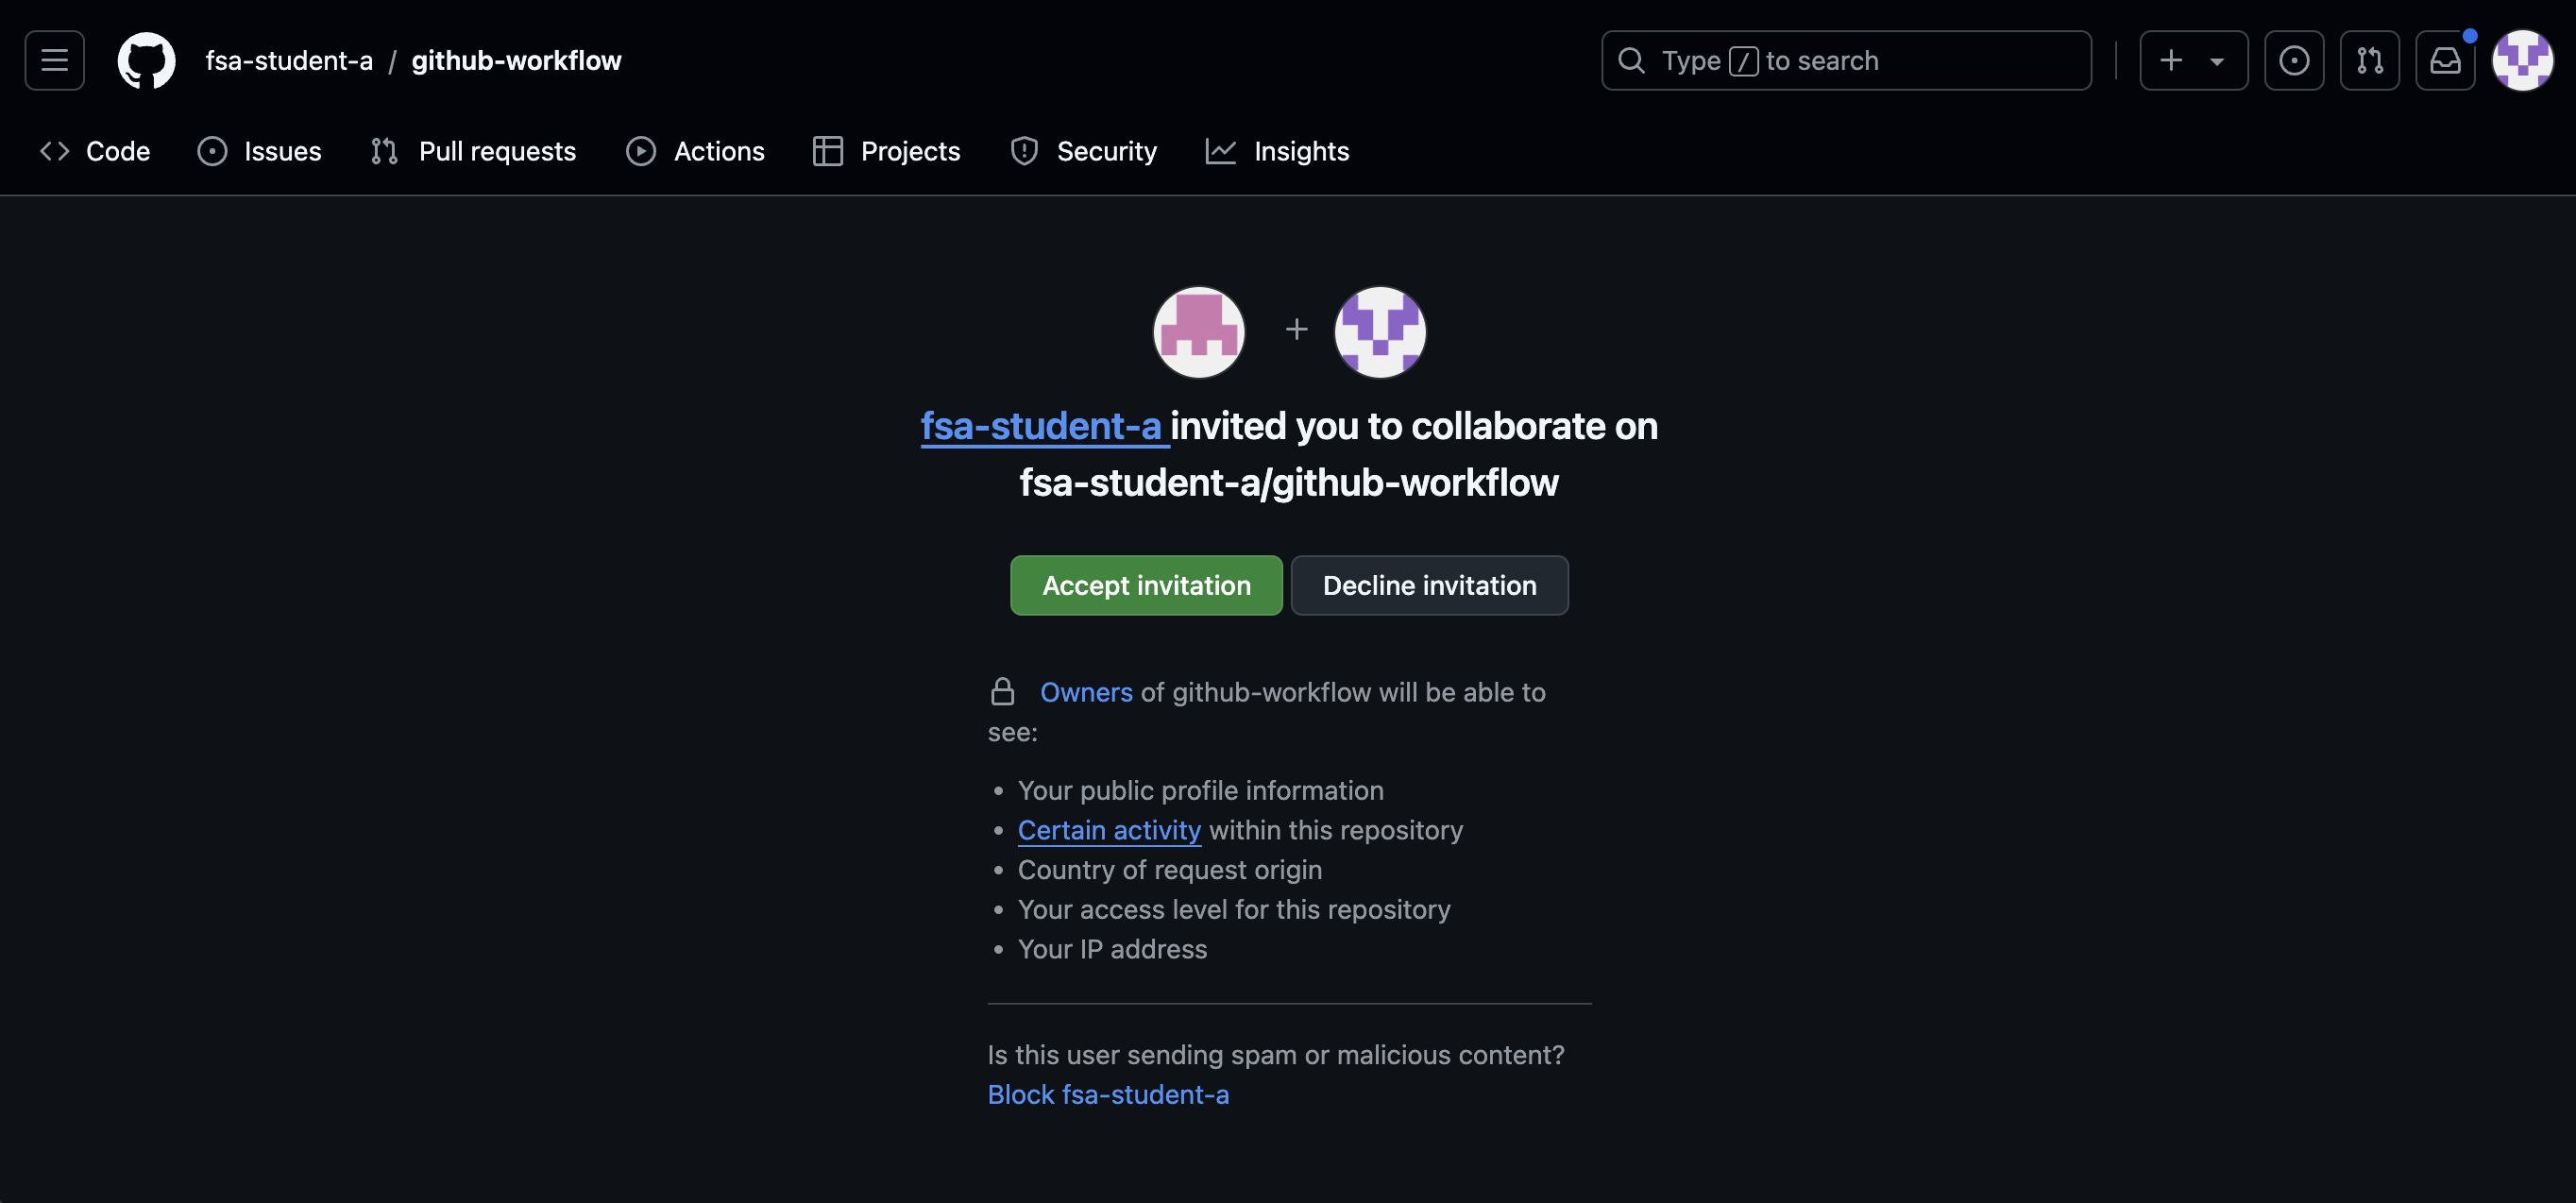 fsa-student-a / github-workflow
Type / to search
Code Issues Pull requests Actions Projects Security Insights
fsa-student-a invited you to collaborate on
fsa-student-a/github-workflow
Accept invitation Decline invitation
Owners of github-workflow will be able to
see:
• Your public profile information
• Certain activity within this repository
• Country of request origin
• Your access level for this repository
• Your IP address
Is this user sending spam or malicious content?
Block fsa-student-a